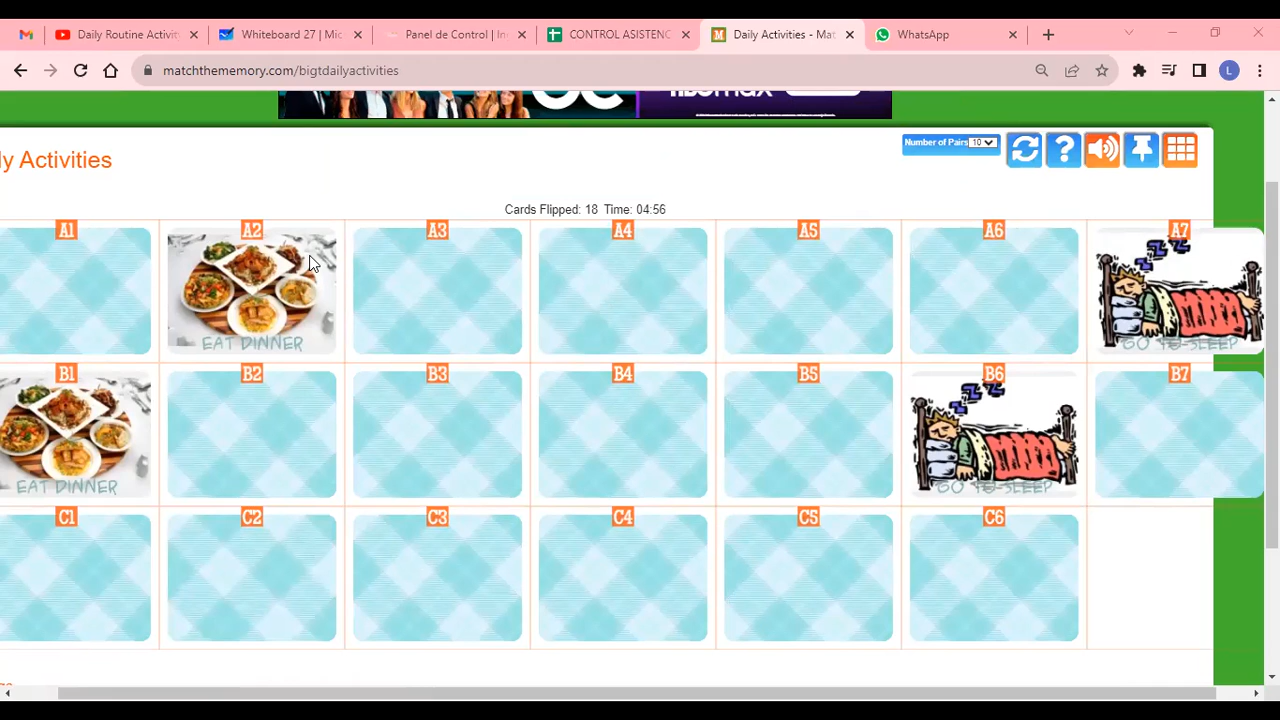 Daily Routine Activit
Whiteboard 27 | Mic
Panel de Control | In
CONTROL ASISTENC
Daily Activities - Mat
WhatsApp
matchthememory.com/bigtdailyactivities
L
ly Activities
Number of Pairs 10
Cards Flipped: 18 Time: 04:56
A1 A2 A3 A4 A5 A6 A7
EAT DINNER
GO TO SLEEP
B1 B2 B3 B4 B5 B6 B7
EAT DINNER
GO TO SLEEP
C1 C2 C3 C4 C5 C6